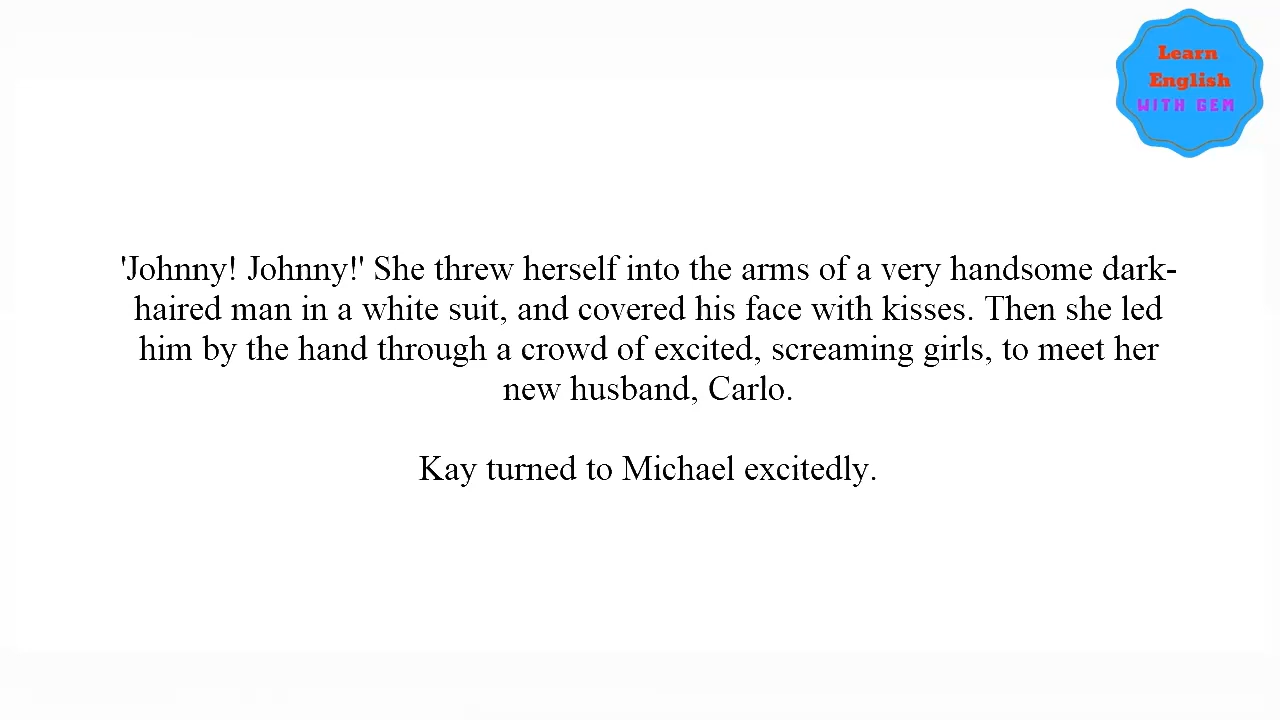 Learn
English
WITH GEM
'Johnny! Johnny!' She threw herself into the arms of a very handsome dark-
haired man in a white suit, and covered his face with kisses. Then she led
him by the hand through a crowd of excited, screaming girls, to meet her
new husband, Carlo.
Kay turned to Michael excitedly.